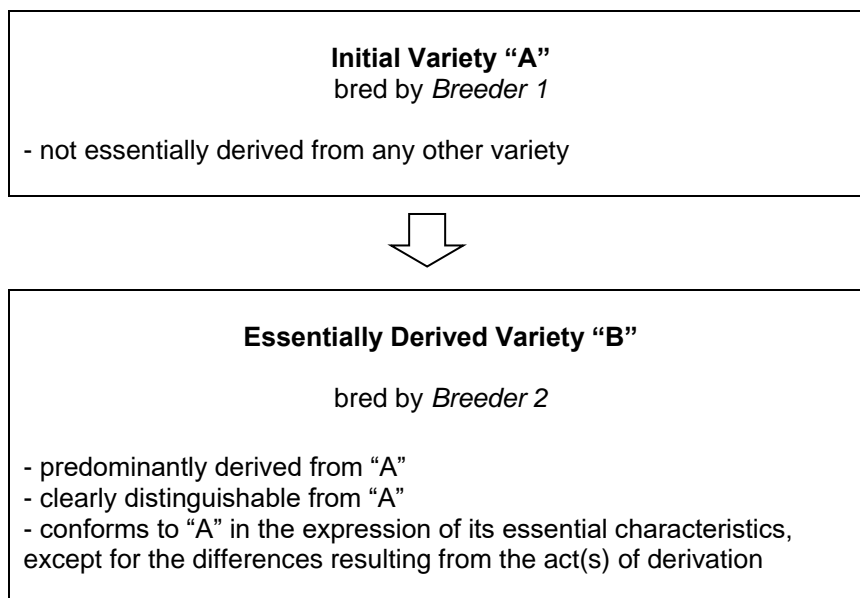 Initial Variety “A”
bred by Breeder 1
- not essentially derived from any other variety
Essentially Derived Variety “B”
bred by Breeder 2
- predominantly derived from “A”
- clearly distinguishable from “A”
- conforms to “A” in the expression of its essential characteristics,
except for the differences resulting from the act(s) of derivation